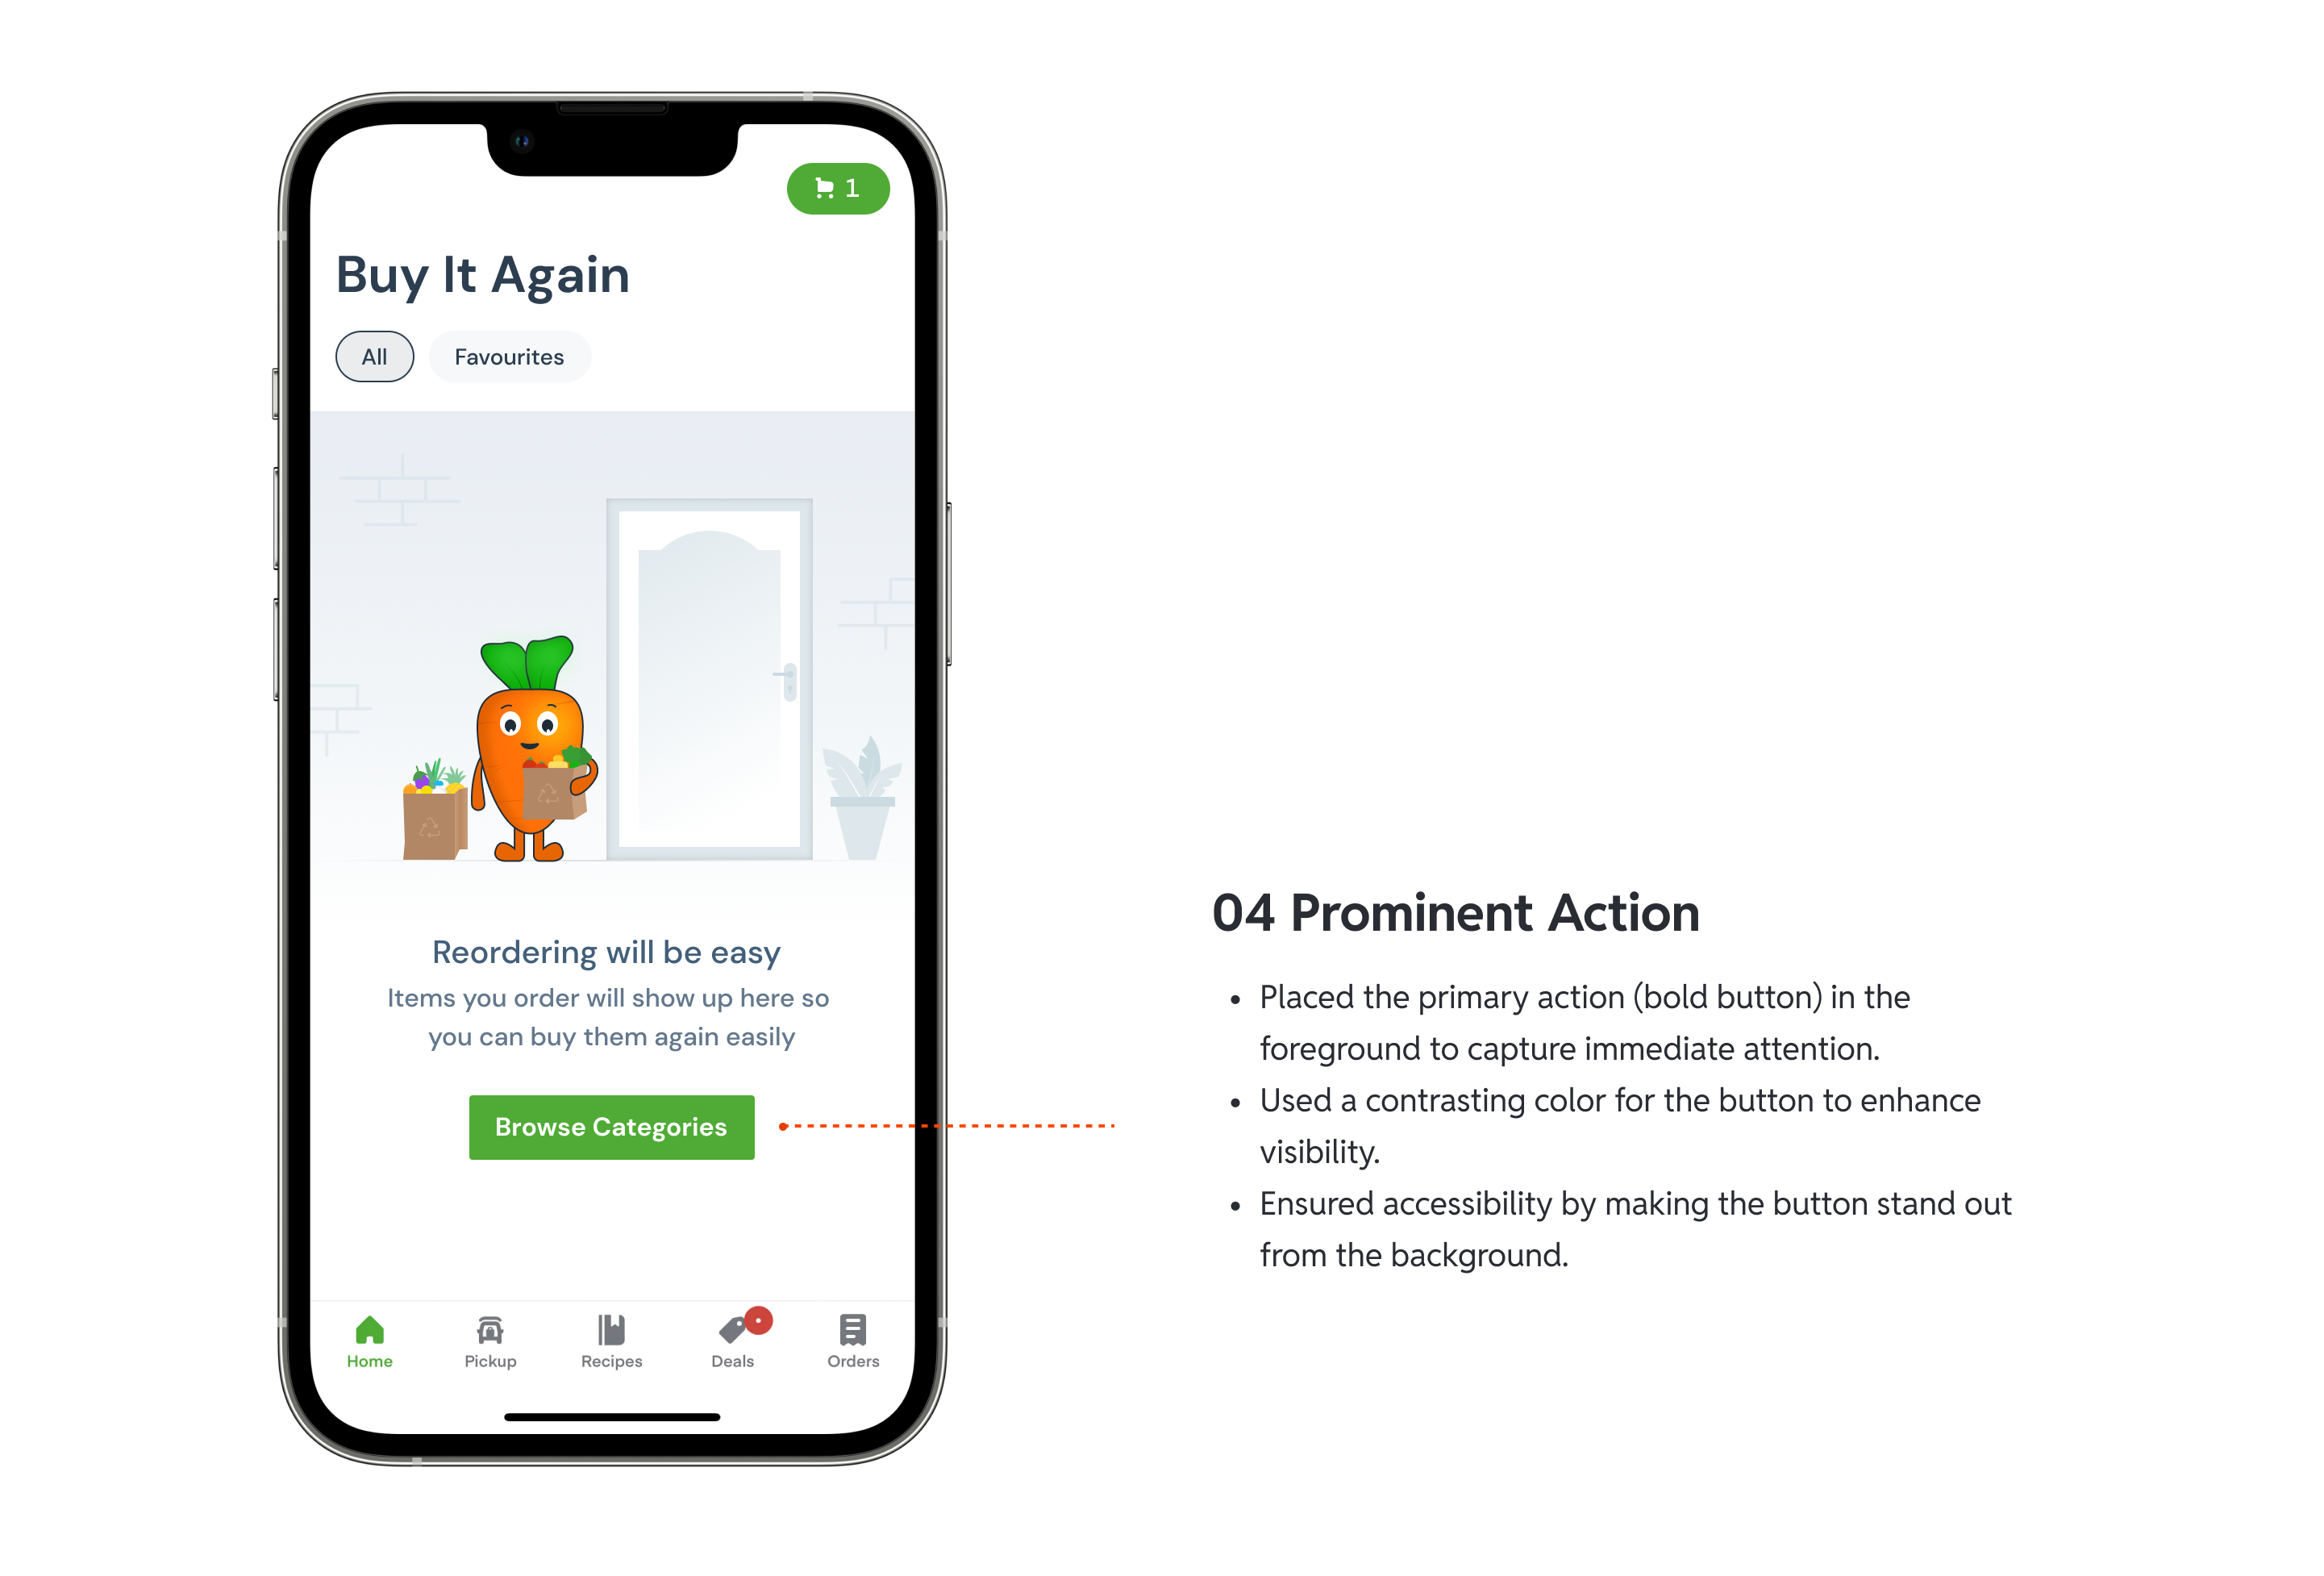 1
Buy It Again
All
Favourites
Reordering will be easy
Items you order will show up here so
you can buy them again easily
Browse Categories
Home
Pickup
Recipes
Deals
Orders
04 Prominent Action
• Placed the primary action (bold button) in the
foreground to capture immediate attention.
• Used a contrasting color for the button to enhance
visibility.
• Ensured accessibility by making the button stand out
from the background.